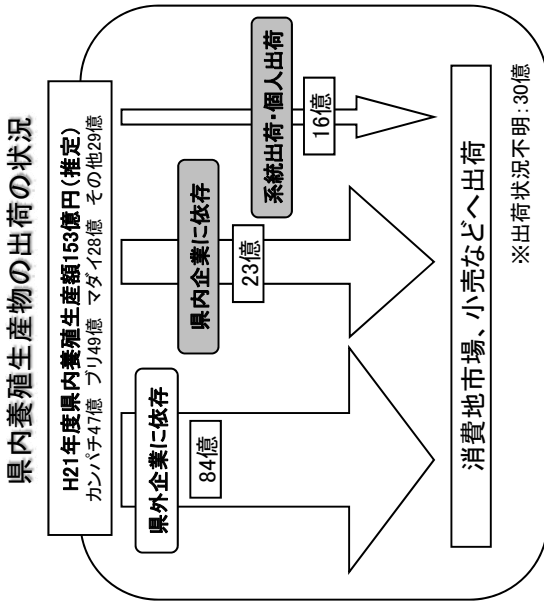 県内養殖生産物の出荷の状況
H21年度県内養殖生産額153億円(推定)
カンパチ47億 ブリ49億 マダイ28億 その他29億
県外企業に依存
84億
県内企業に依存
23億
系統出荷・個人出荷
16億
消費地市場、小売などへ出荷
※出荷状況不明:30億